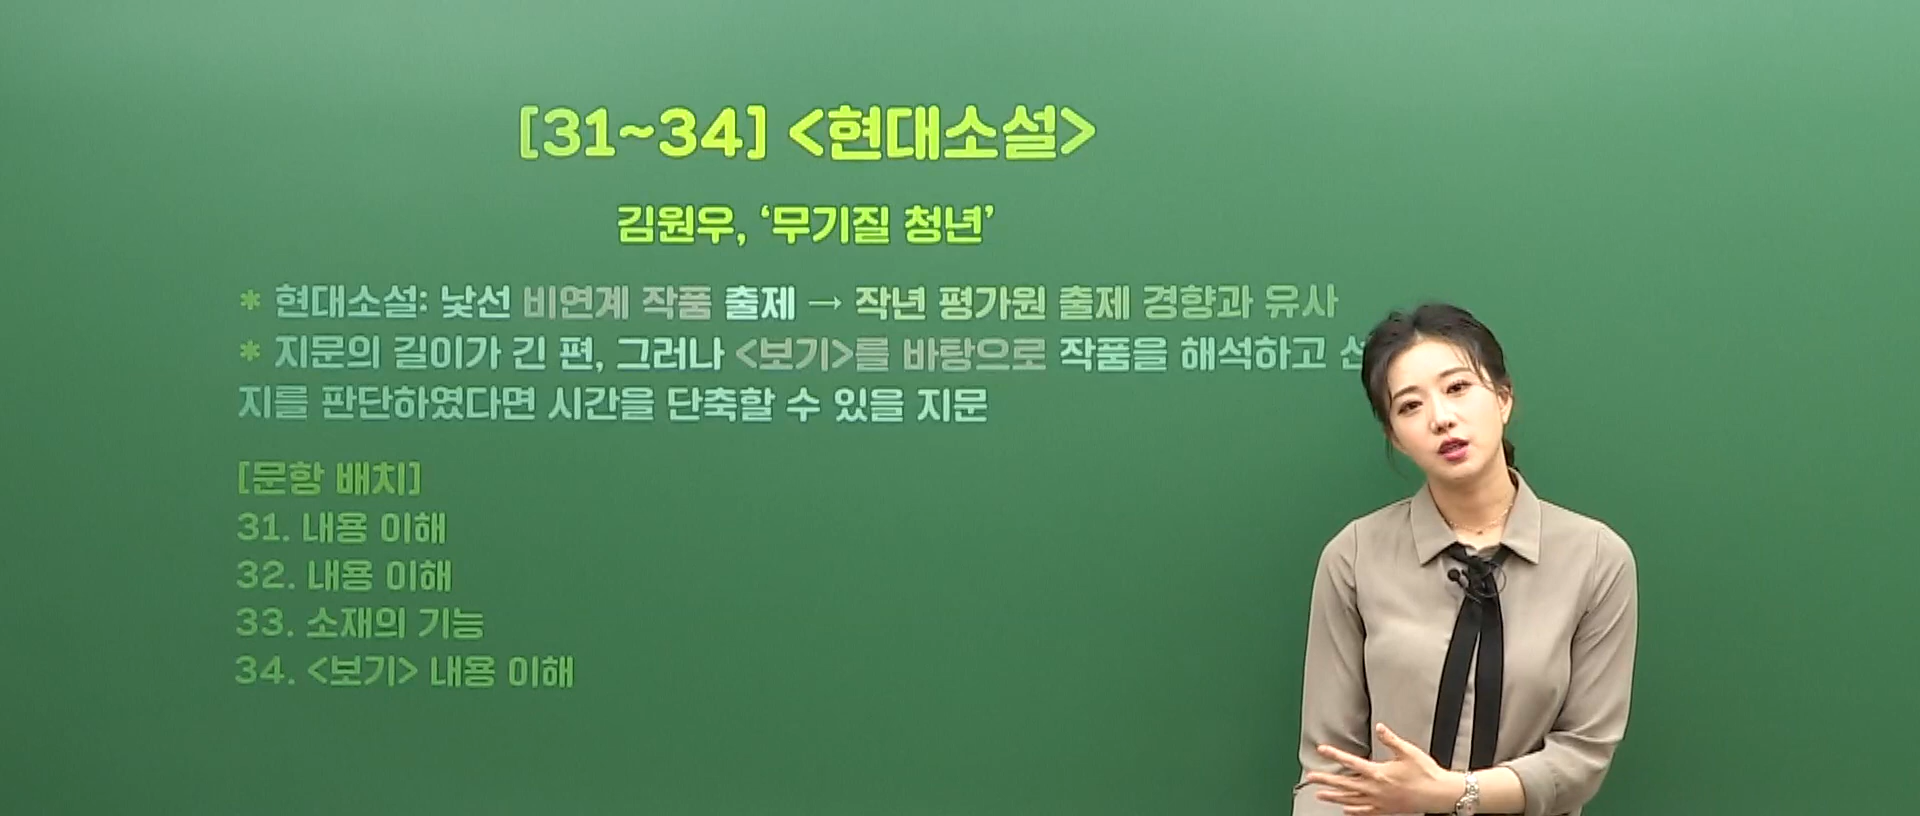 [31~34] <현대소설>
김원우, ‘무기질 청년’
* 현대소설: 낯선 비연계 작품 출제 → 작년 평가원 출제 경향과 유사
* 지문의 길이가 긴 편, 그러나 <보기>를 바탕으로 작품을 해석하고
지를 판단하였다면 시간을 단축할 수 있을 지문
[문항 배치]
31. 내용 이해
32. 내용 이해
33. 소재의 기능
34. <보기> 내용 이해